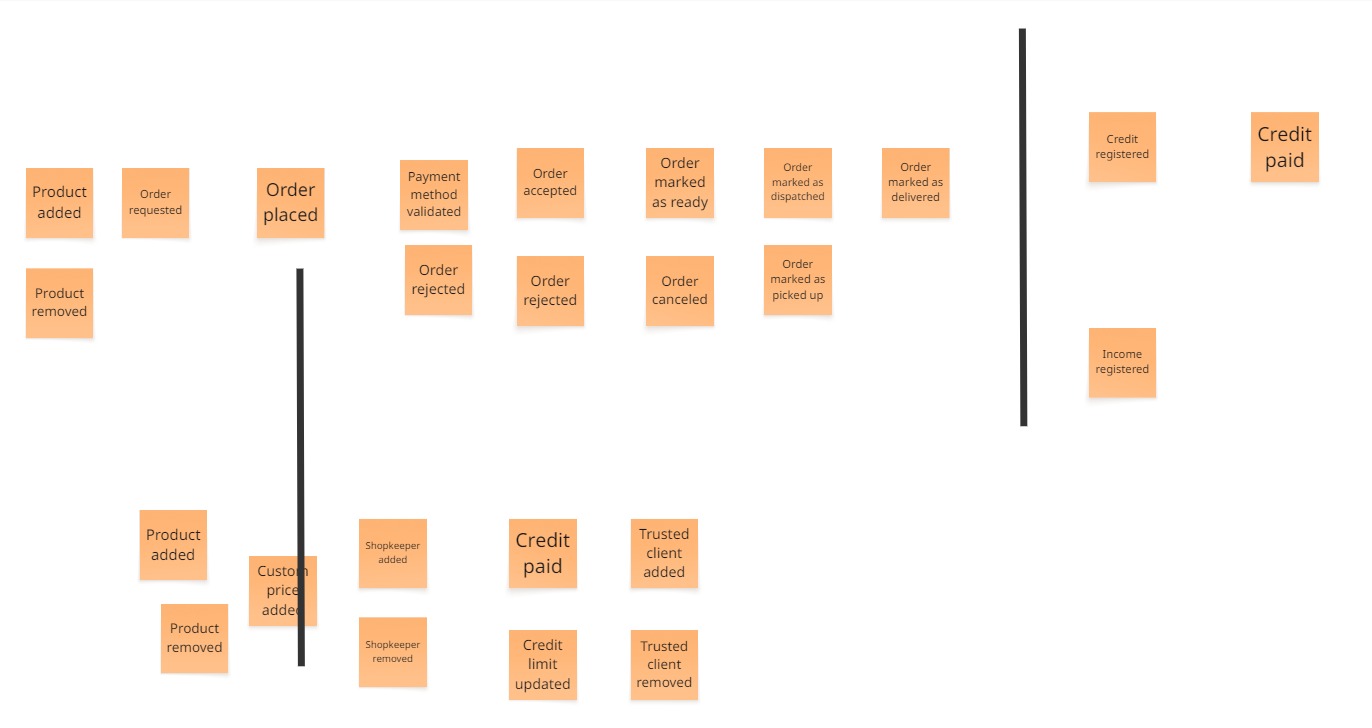 Product
added
Order
requested
Order
placed
Payment
method
validated
Order
accepted
Order
marked
as ready
Order
marked as
dispatched
Order
marked as
delivered
Credit
registered
Credit
paid
Product
removed
Order
rejected
Order
rejected
Order
canceled
Order
marked as
picked up
Income
registered
Product
added
Product
removed
Custom
price
added
Shopkeeper
added
Shopkeeper
removed
Credit
paid
Credit
limit
updated
Trusted
client
added
Trusted
client
removed